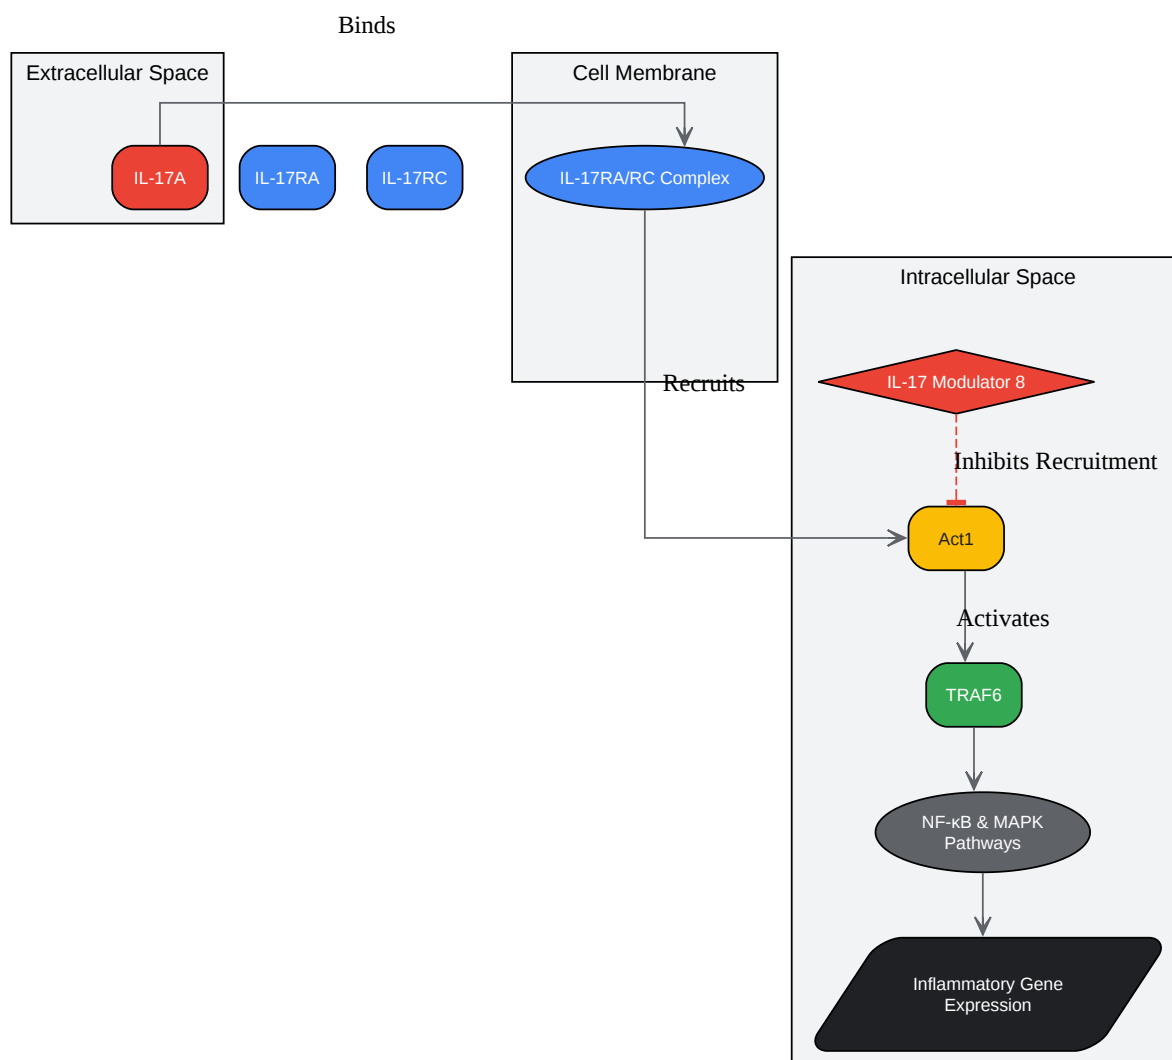 Binds
Extracellular Space
Cell Membrane
IL-17A
IL-17RA
IL-17RC
IL-17RA/RC Complex
Intracellular Space
Recruits
IL-17 Modulator 8
Inhibits Recruitment
Act1
Activates
TRAF6
NF-κB & MAPK
Pathways
Inflammatory Gene
Expression